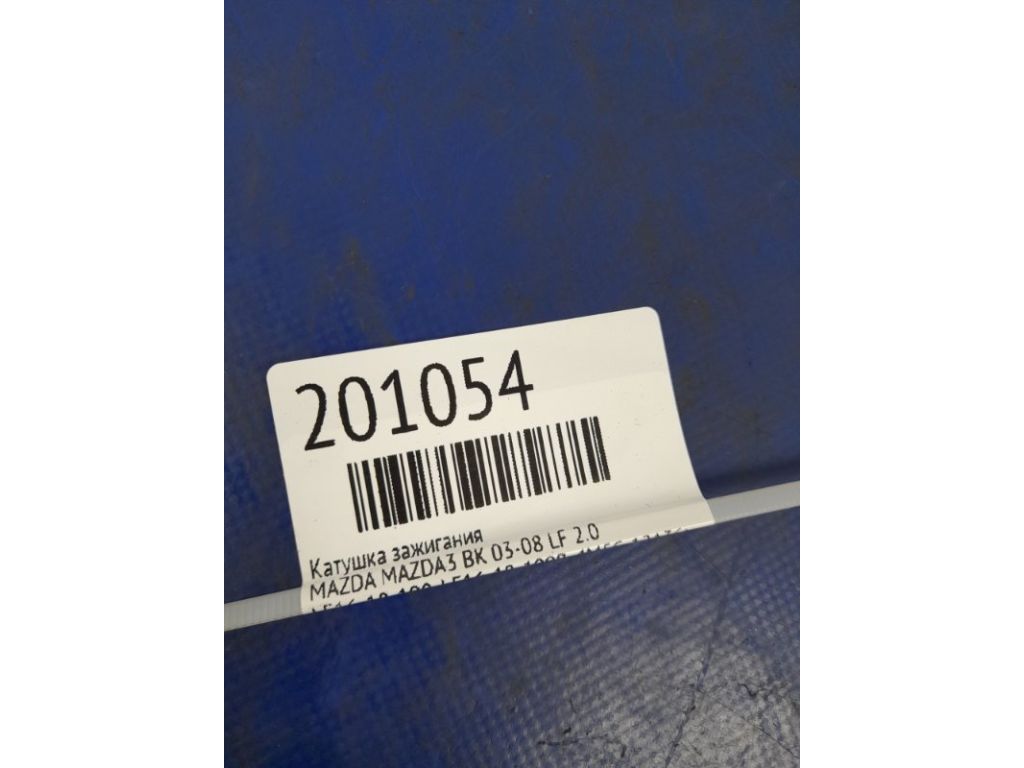 201054
Катушка зажигания
MAZDA MAZDA3 BK 03-08 LF 2.0